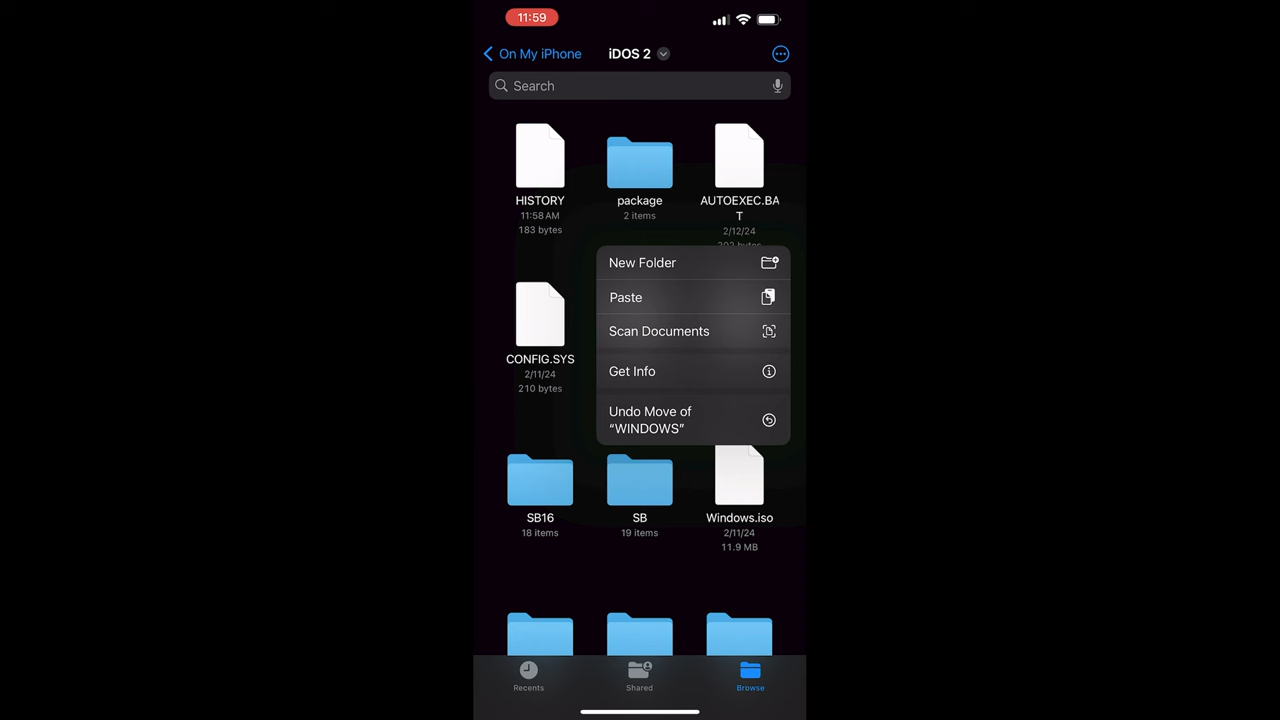 11:59
On My iPhone
iDOS 2
Search
HISTORY
11:58 AM
183 bytes
package
2 items
AUTOEXEC.BA
T
2/12/24
202 bytes
New Folder
Paste
Scan Documents
Get Info
Undo Move of
“WINDOWS”
CONFIG.SYS
2/11/24
210 bytes
SB16
18 items
SB
19 items
Windows.iso
2/11/24
11.9 MB
Recents
Shared
Browse